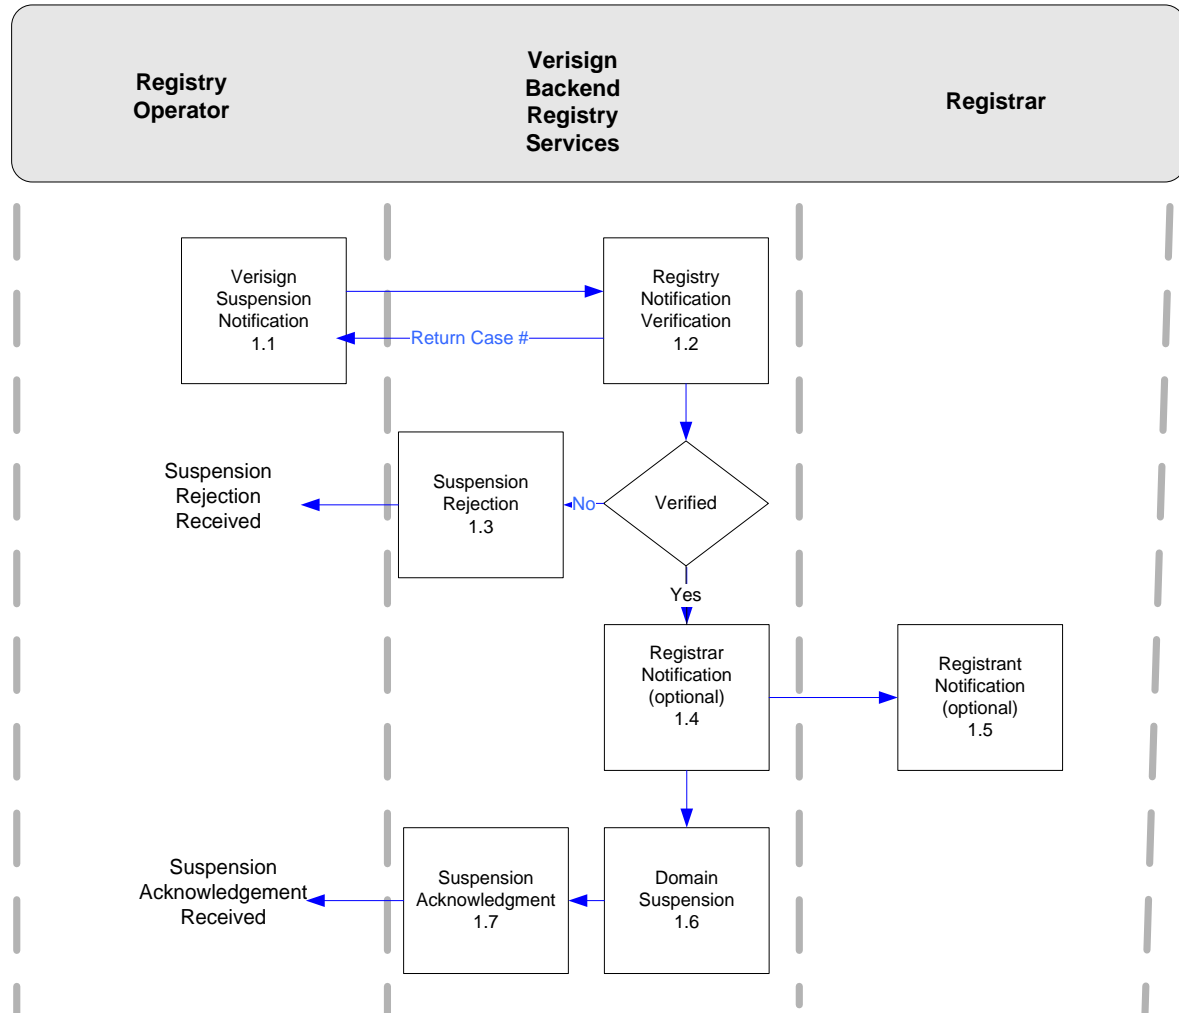 Registry
Operator
Verisign
Backend
Registry
Services
Registrar
Verisign
Suspension
Notification
1.1
Return Case #
Registry
Notification
Verification
1.2
Suspension
Rejection
Received
Suspension
Rejection
1.3
No
Verified
Yes
Registrar
Notification
(optional)
1.4
Registrant
Notification
(optional)
1.5
Suspension
Acknowledgement
Received
Suspension
Acknowledgment
1.7
Domain
Suspension
1.6